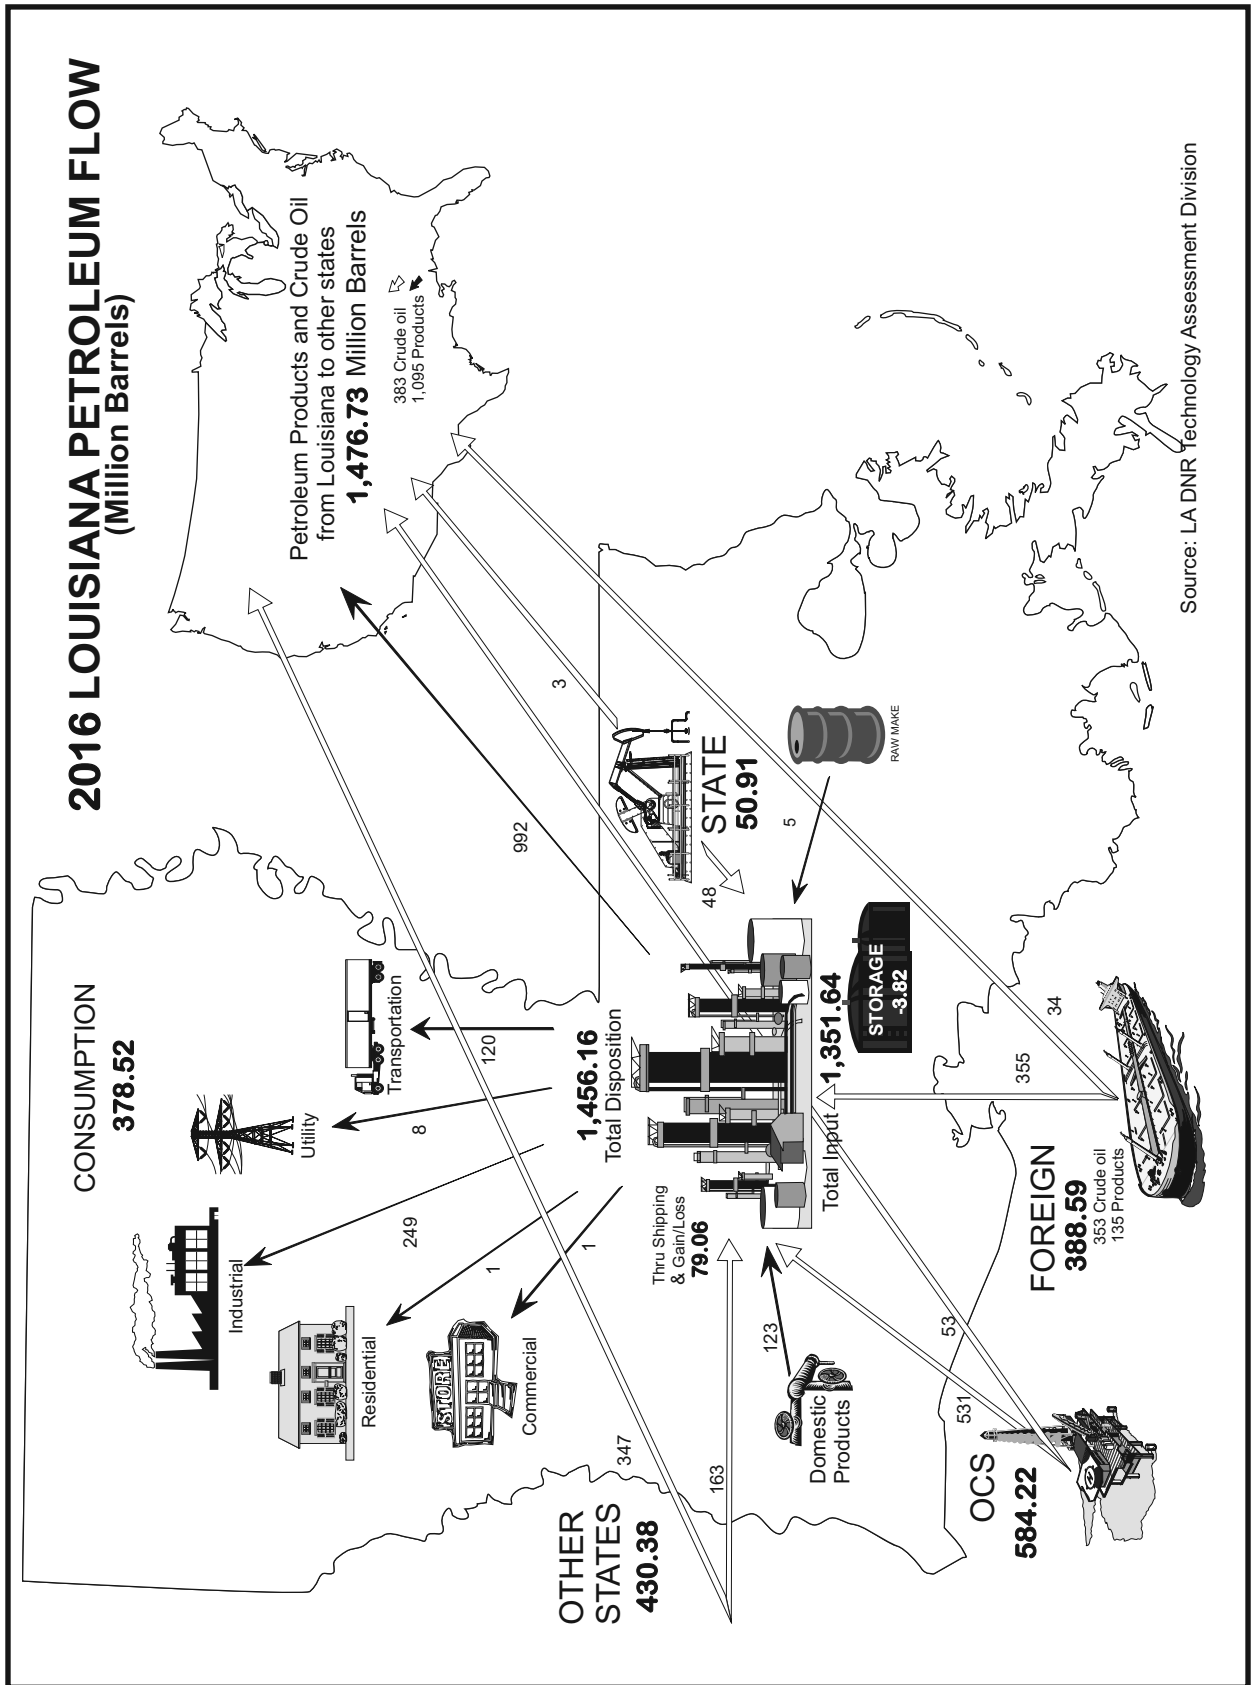 2016 LOUISIANA PETROLEUM FLOW
(Million Barrels)
CONSUMPTION
378.52
Industrial
Utility
Transportation
Residential
Commercial
STORE
249
8
120
1
1
992
Petroleum Products and Crude Oil
from Louisiana to other states
1,476.73 Million Barrels
383 Crude oil
1,095 Products
OTHER
STATES
430.38
347
163
1,456.16
Total Disposition
Thru Shipping
& Gain/Loss
79.06
3
STATE
50.91
48
5
RAW MAKE
Domestic
Products
123
Total Input
1,351.64
STORAGE
-3.82
OCS
584.22
531
53
FOREIGN
388.59
353 Crude oil
135 Products
355
34
Source: LA DNR Technology Assessment Division